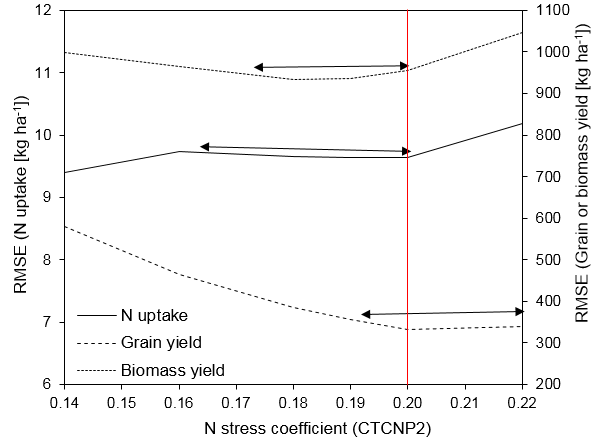 RMSE (N uptake [kg ha-1])
12
11
10
9
8
7
6
N uptake
Grain yield
Biomass yield
0.14 0.15 0.16 0.17 0.18 0.19 0.20 0.21 0.22
N stress coefficient (CTCNP2)
1100
1000
900
800
700
600
500
400
300
200
RMSE (Grain or biomass yield [kg ha-1])